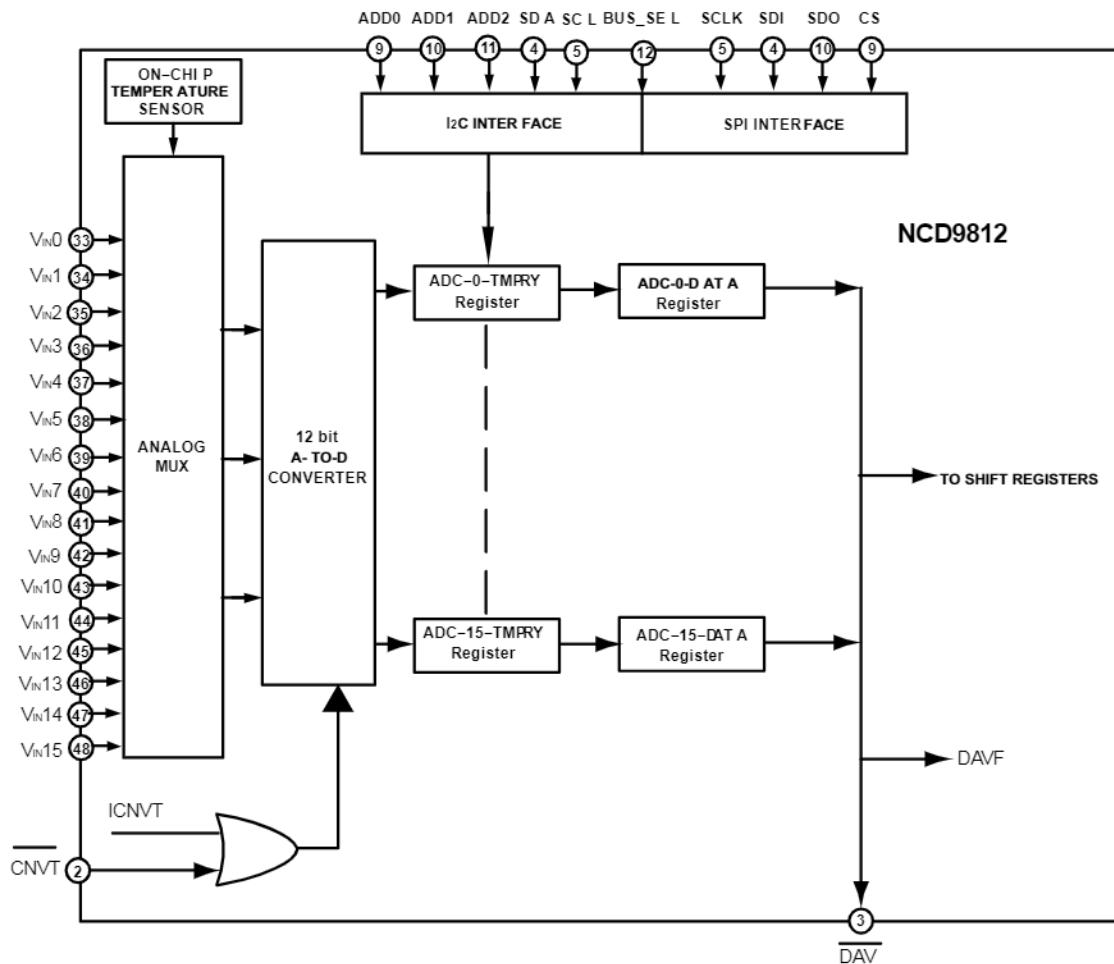 ADD0 ADD1 ADD2 SD A SC L BUS_SE L SCLK SDI SDO CS
9 10 11 4 5 12 5 4 10 9
ON–CHI P
TEMPER ATURE
SENSOR
I2C INTER FACE
SPI INTER FACE
NCD9812
VIN0 33
VIN1 34
VIN2 35
VIN3 36
VIN4 37
VIN5 38
VIN6 39
VIN7 40
VIN8 41
VIN9 42
VIN10 43
VIN11 44
VIN12 45
VIN13 46
VIN14 47
VIN15 48
ANALOG
MUX
12 bit
A- TO-D
CONVERTER
ADC–0–TMPRY
Register
ADC-0-D AT A
Register
TO SHIFT REGISTERS
ADC–15–TMPRY
Register
ADC–15–DAT A
Register
DAVF
ICNVT
CNVT 2
3
DAV